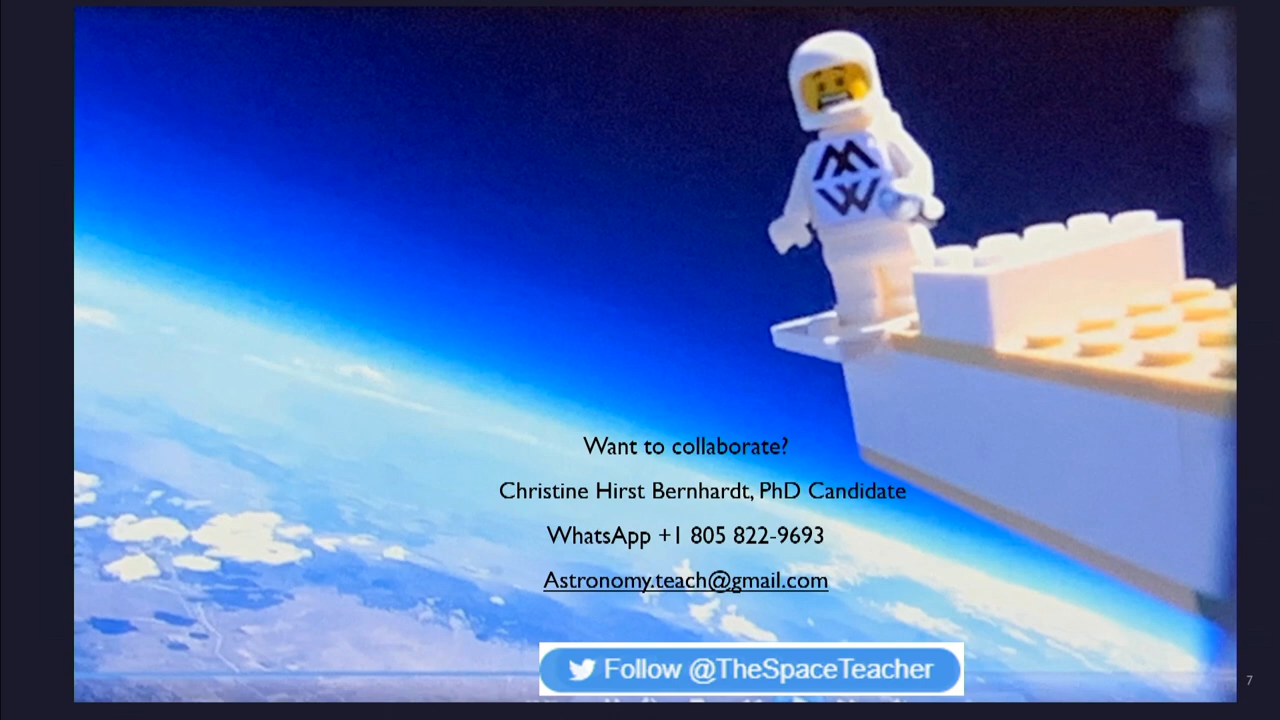 MW
Want to collaborate?
Christine Hirst Bernhardt, PhD Candidate
WhatsApp +1 805 822-9693
Astronomy.teach@gmail.com
Follow @TheSpaceTeacher
7